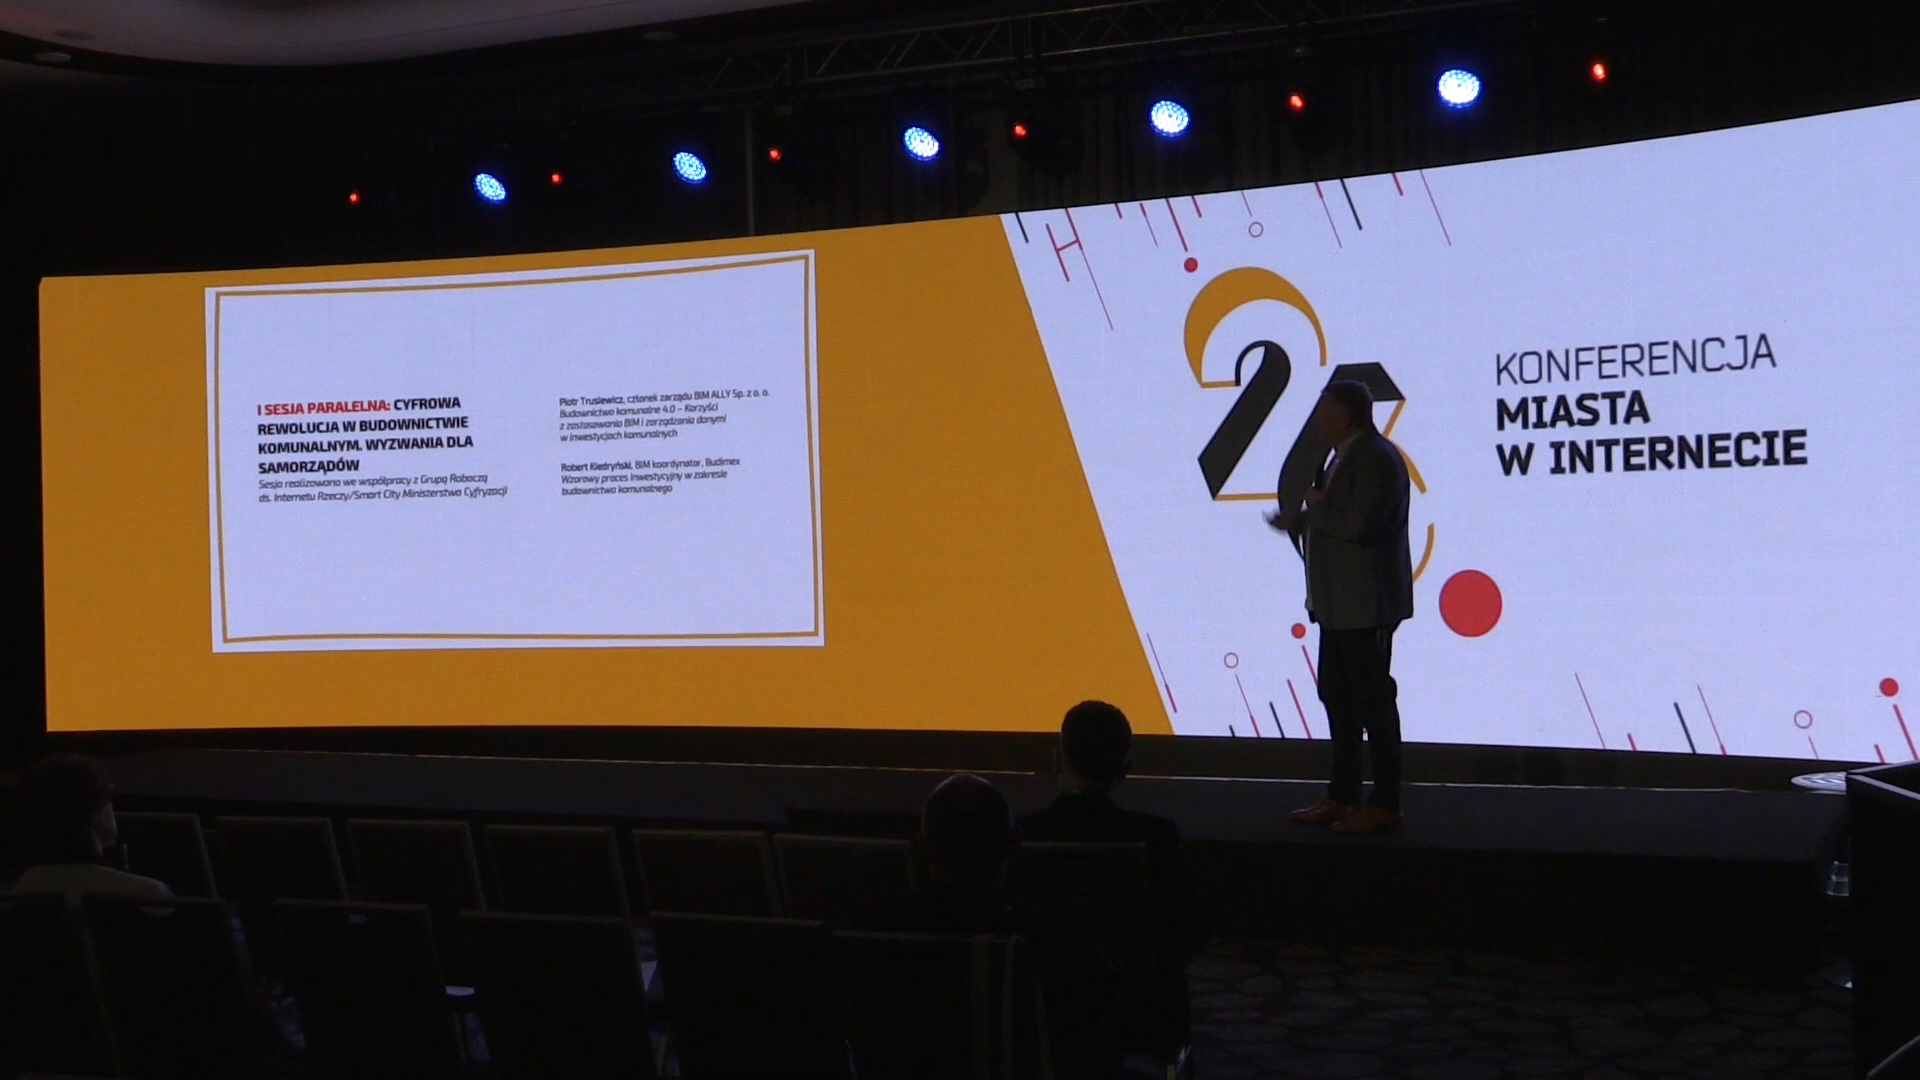 I SESJA PARALELNA: CYFROWA
REWOLUCJA W BUDOWNICTWIE
KOMUNALNYM. WYZWANIA DLA
SAMORZĄDÓW
Sesja realizowana we współpracy z Grupą Roboczą
ds. Internetu Rzeczy/Smart City Ministerstwa Cyfryzacji
Piotr Trusiewicz, członek zarządu BIM ALLY Sp. z o. o.
Budownictwo komunalne 4.0 – Korzyści
z zastosowania BIM i zarządzania danymi
w inwestycjach komunalnych
Robert Kiedryński, BIM koordynator, Budimex
Wzorowy proces inwestycyjny w zakresie
budownictwa komunalnego
KONFERENCJA
MIASTA
W INTERNECIE